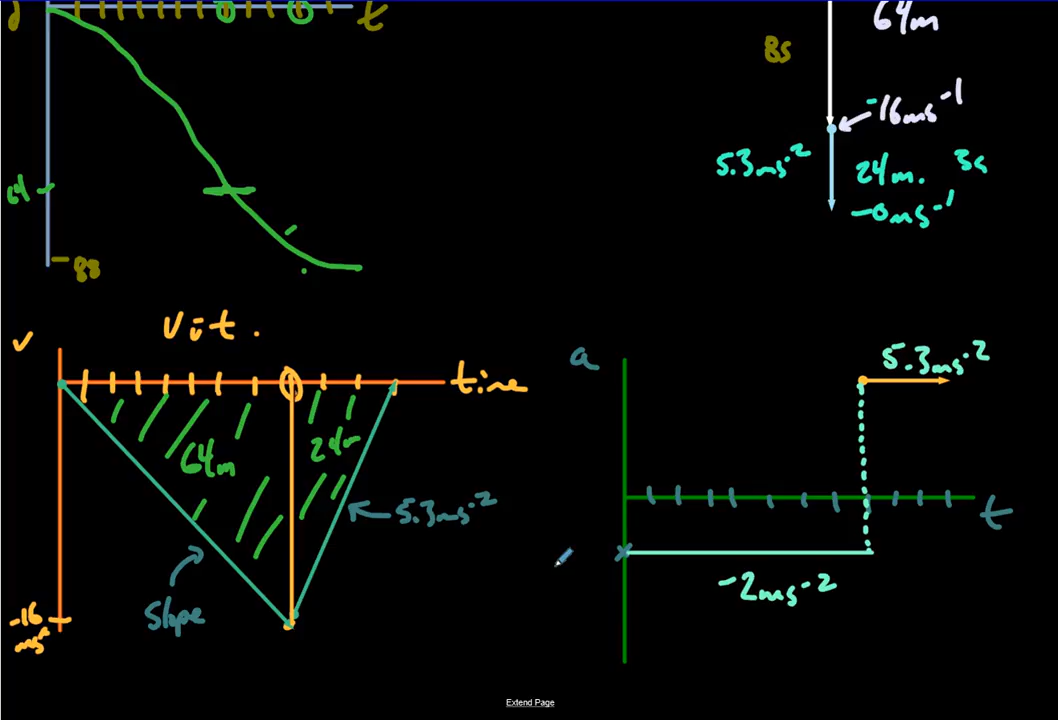 t
64m
8s
-16ms-1
5.3ms-2
24m. 3s
-0ms-1
64
-88
v
v:t.
time
64m
24m
5.3ms-2
slope
-16
ms
a
5.3ms-2
t
-2ms-2
Extend Page